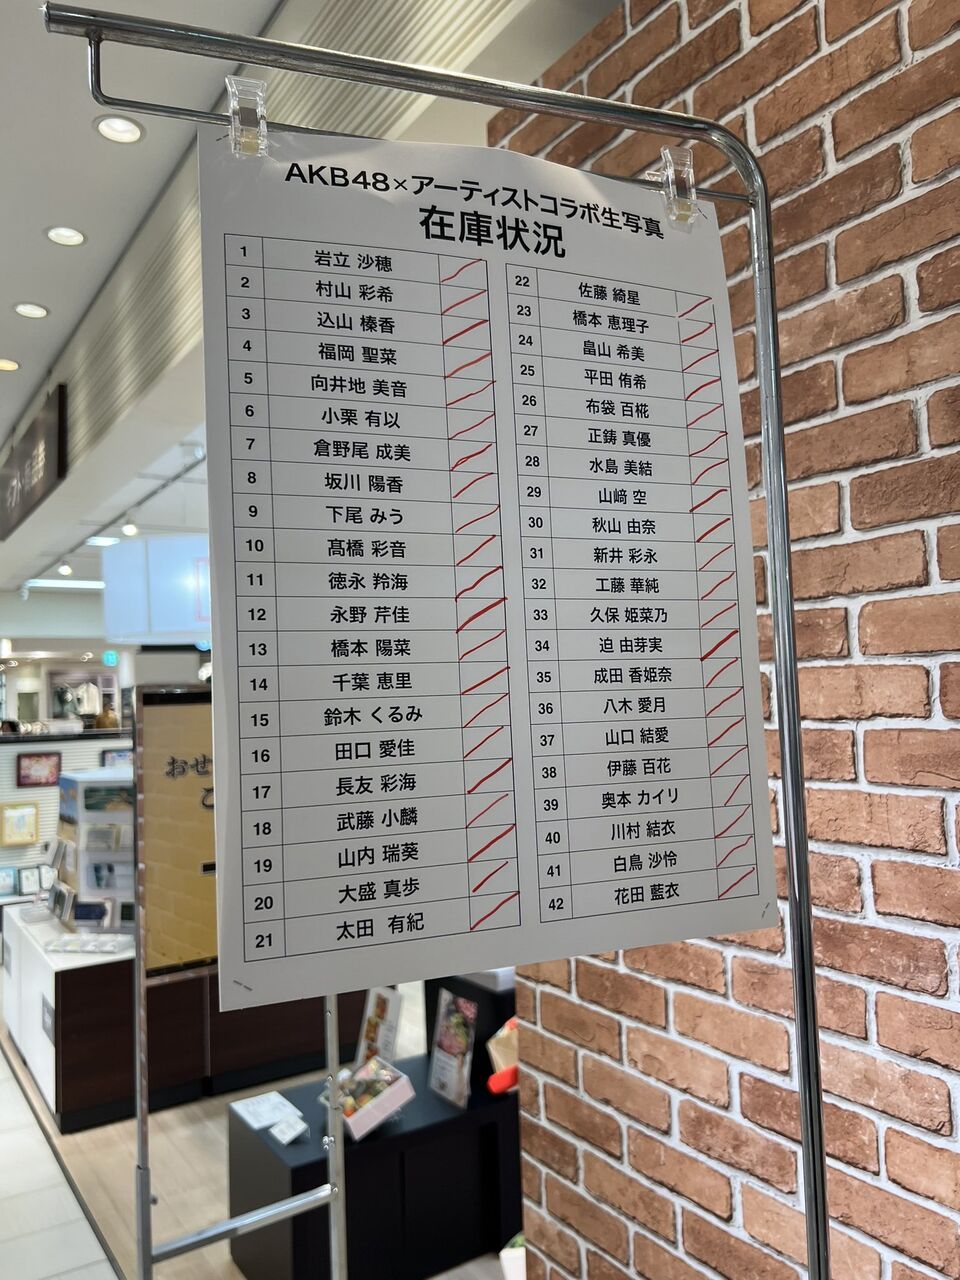 AKB48×アーティストコラボ生写真
在庫状況
1 岩立 沙穂
2 村山 彩希
3 込山 榛香
4 福岡 聖菜
5 向井地 美音
6 小栗 有以
7 倉野尾 成美
8 坂川 陽香
9 下尾 みう
10 髙橋 彩音
11 徳永 羚海
12 永野 芹佳
13 橋本 陽菜
14 千葉 恵里
15 鈴木 くるみ
16 田口 愛佳
17 長友 彩海
18 武藤 小麟
19 山内 瑞葵
20 大盛 真歩
21 太田 有紀
22 佐藤 綺星
23 橋本 恵理子
24 畠山 希美
25 平田 侑希
26 布袋 百椛
27 正鋳 真優
28 水島 美結
29 山﨑 空
30 秋山 由奈
31 新井 彩永
32 工藤 華純
33 久保 姫菜乃
34 迫 由芽実
35 成田 香姫奈
36 八木 愛月
37 山口 結愛
38 伊藤 百花
39 奥本 カイリ
40 川村 結衣
41 白鳥 沙怜
42 花田 藍衣
おせ